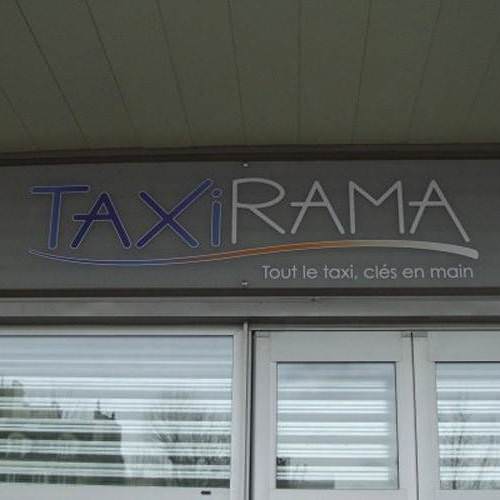 TAXiRAMA
Tout le taxi, clés en main